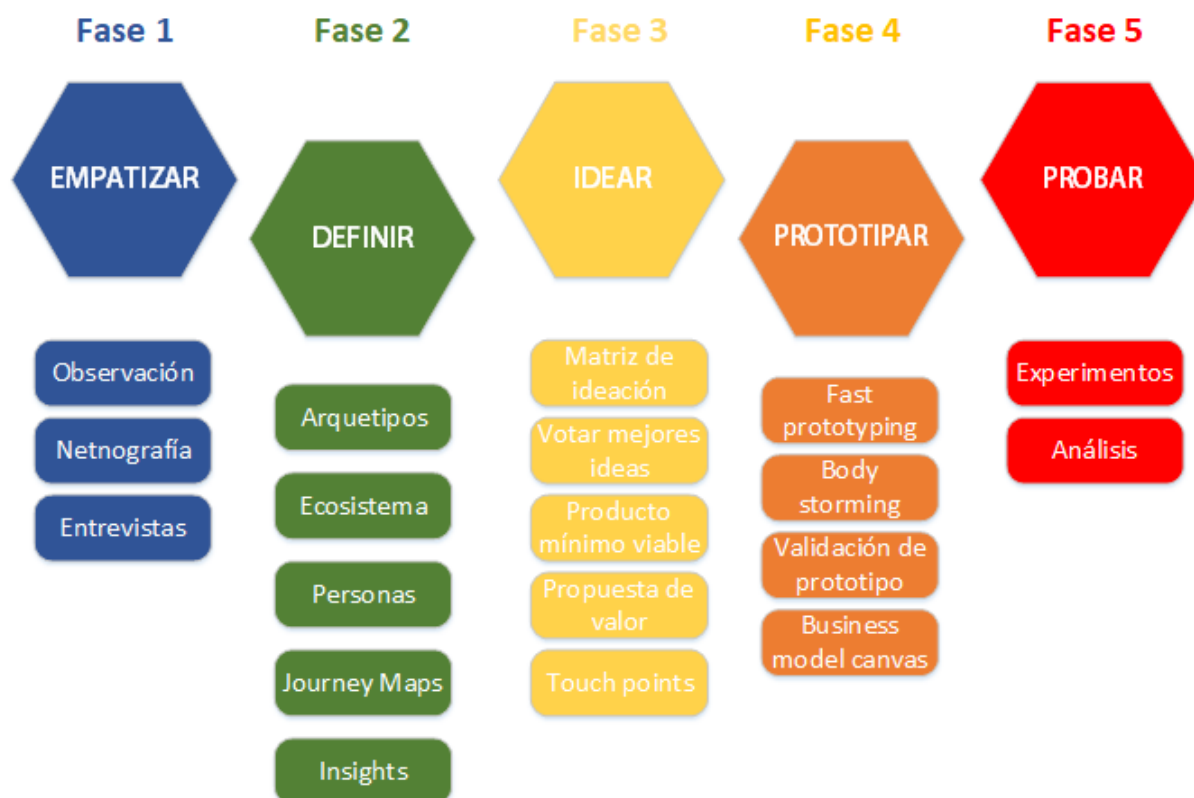 Fase 1
EMPATIZAR
Observación
Netnografía
Entrevistas
Fase 2
DEFINIR
Arquetipos
Ecosistema
Personas
Journey Maps
Insights
Fase 3
IDEAR
Matriz de
ideación
Votar mejores
ideas
Producto
mínimo viable
Propuesta de
valor
Touch points
Fase 4
PROTOTIPAR
Fast
prototyping
Body
storming
Validación de
prototipo
Business
model canvas
Fase 5
PROBAR
Experimentos
Análisis